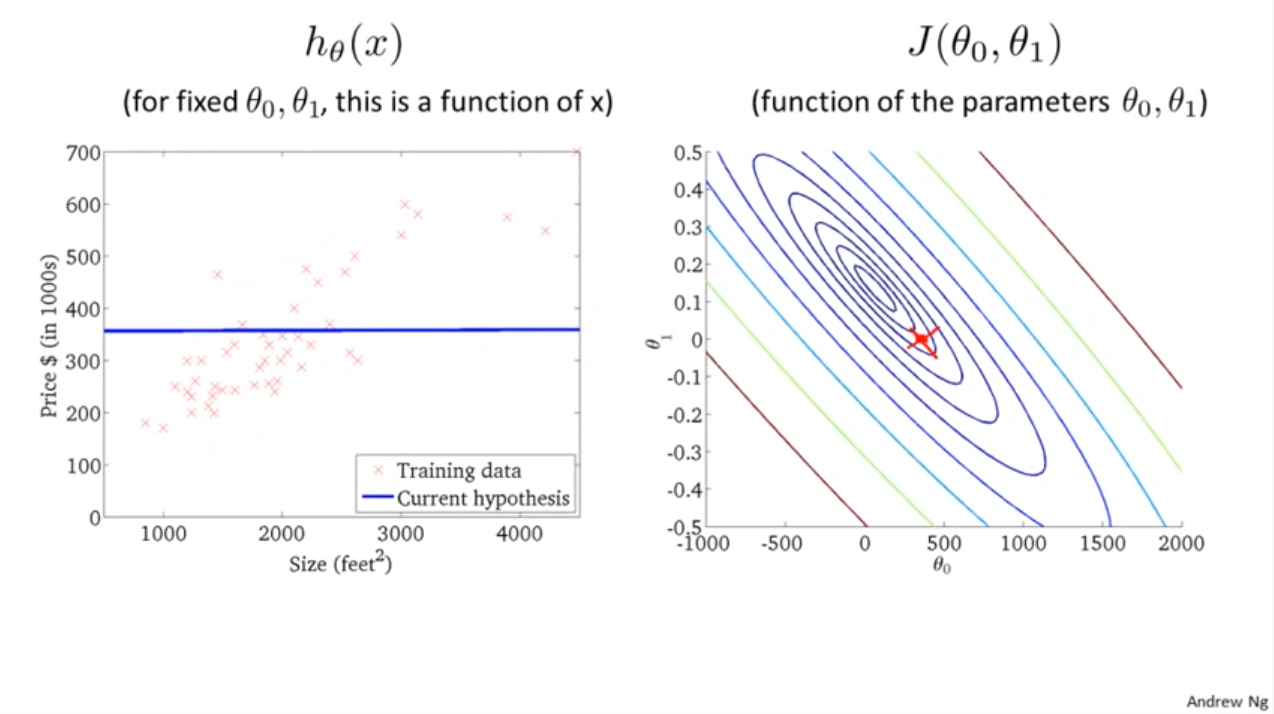 hθ(x)
(for fixed θ0, θ1, this is a function of x)
700
600
500
400
300
200
100
0
Price $ (in 1000s)
1000 2000 3000 4000
Size (feet2)
Training data
Current hypothesis
J(θ0, θ1)
(function of the parameters θ0, θ1)
0.5
0.4
0.3
0.2
0.1
0
-0.1
-0.2
-0.3
-0.4
-0.5
θ1
-1000 -500 0 500 1000 1500 2000
θ0
Andrew Ng